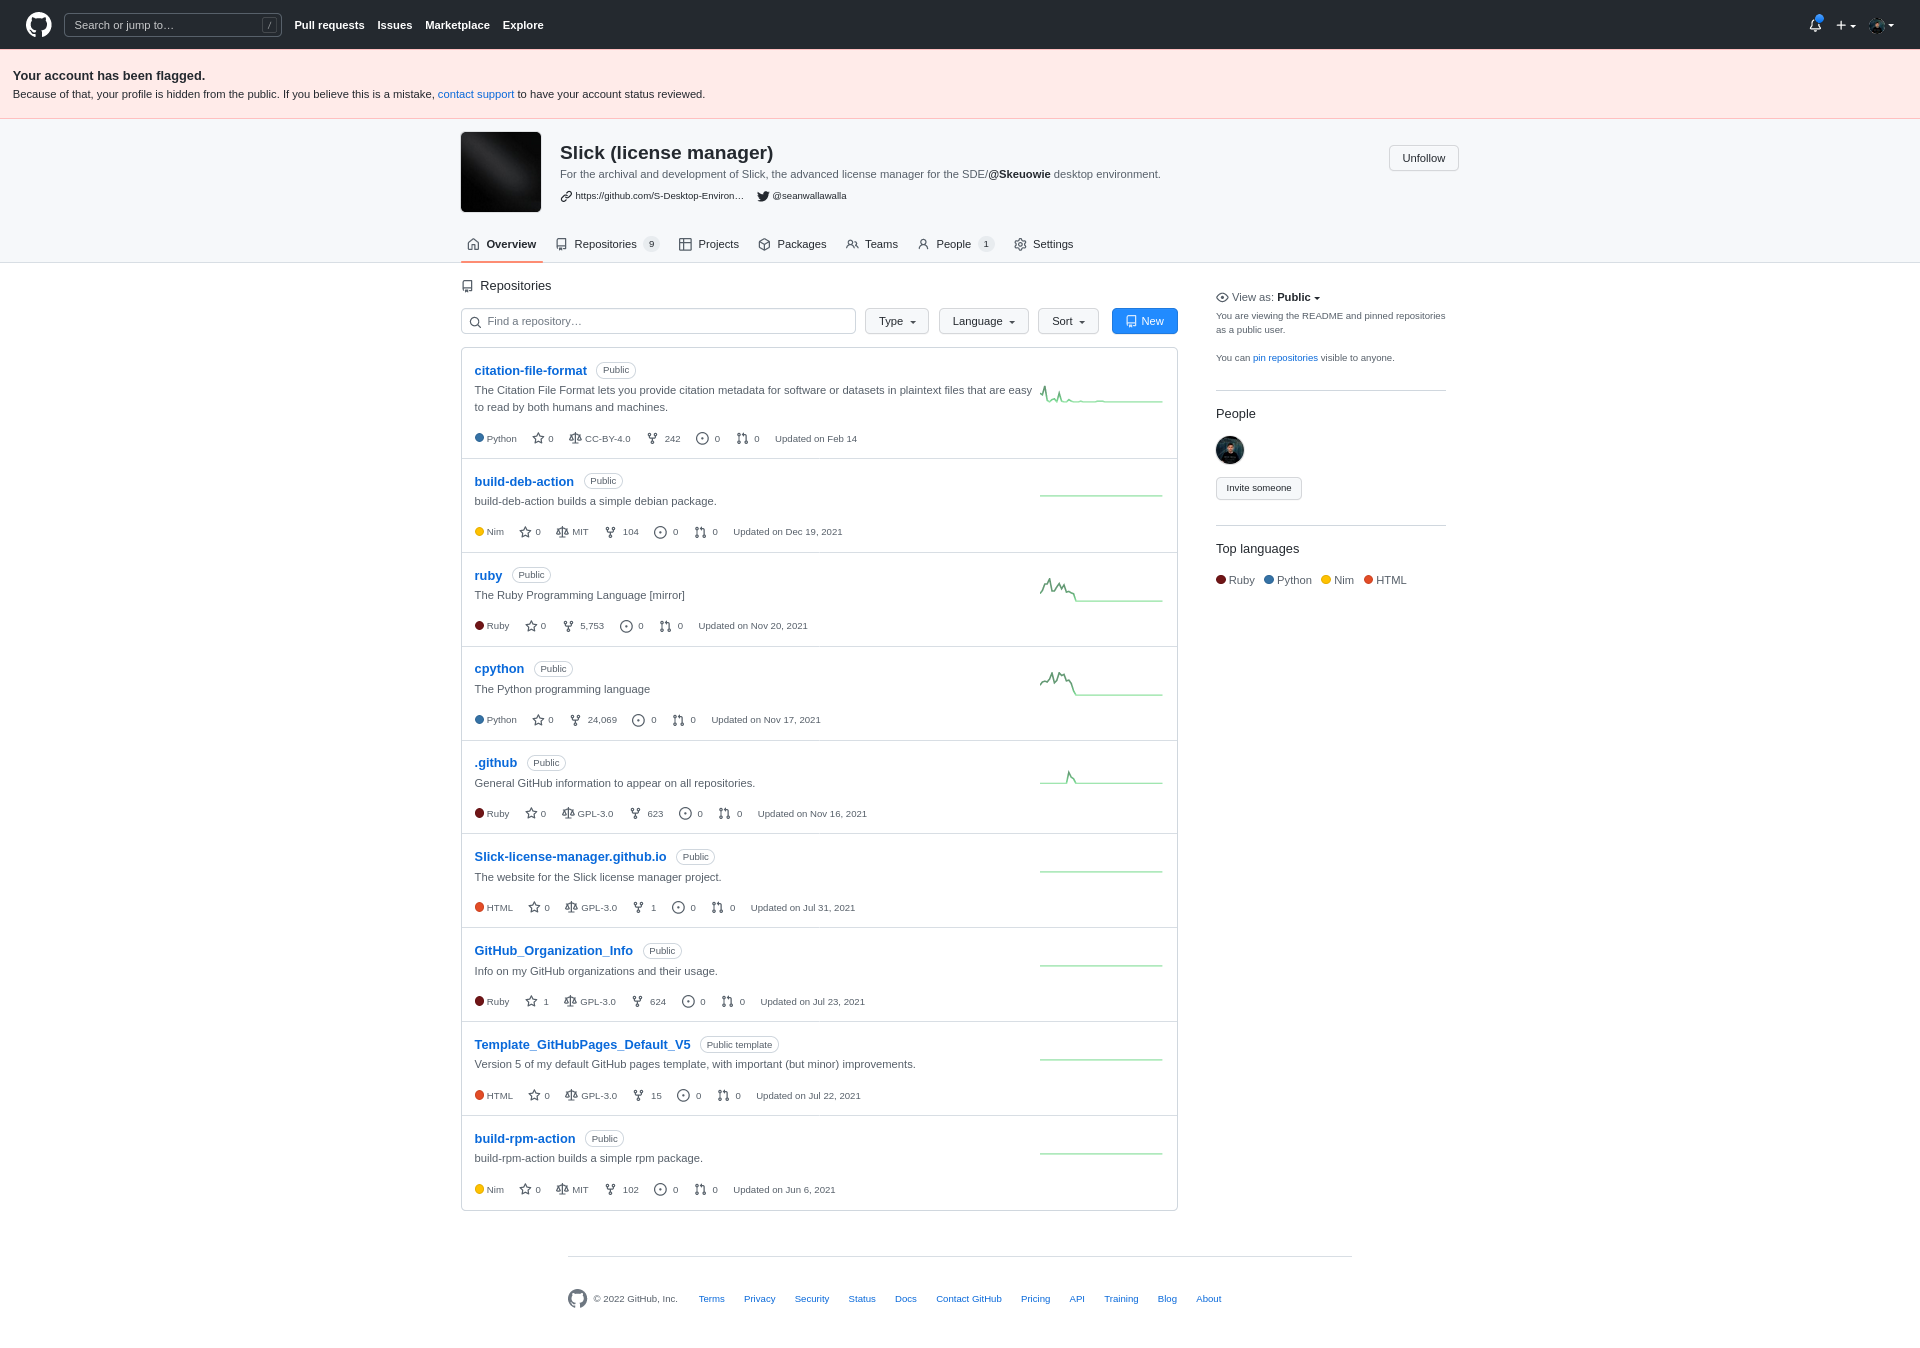 Search or jump to…
/
Pull requests
Issues
Marketplace
Explore
Your account has been flagged.
Because of that, your profile is hidden from the public. If you believe this is a mistake, contact support to have your account status reviewed.
Slick (license manager)
For the archival and development of Slick, the advanced license manager for the SDE/@Skeuowie desktop environment.
https://github.com/S-Desktop-Environ… @seanwallawalla
Unfollow
Overview
Repositories 9
Projects
Packages
Teams
People 1
Settings
Repositories
Find a repository…
Type
Language
Sort
New
citation-file-format Public
The Citation File Format lets you provide citation metadata for software or datasets in plaintext files that are easy
to read by both humans and machines.
Python 0 CC-BY-4.0 242 0 0 Updated on Feb 14
build-deb-action Public
build-deb-action builds a simple debian package.
Nim 0 MIT 104 0 0 Updated on Dec 19, 2021
ruby Public
The Ruby Programming Language [mirror]
Ruby 0 5,753 0 0 Updated on Nov 20, 2021
cpython Public
The Python programming language
Python 0 24,069 0 0 Updated on Nov 17, 2021
.github Public
General GitHub information to appear on all repositories.
Ruby 0 GPL-3.0 623 0 0 Updated on Nov 16, 2021
Slick-license-manager.github.io Public
The website for the Slick license manager project.
HTML 0 GPL-3.0 1 0 0 Updated on Jul 31, 2021
GitHub_Organization_Info Public
Info on my GitHub organizations and their usage.
Ruby 1 GPL-3.0 624 0 0 Updated on Jul 23, 2021
Template_GitHubPages_Default_V5 Public template
Version 5 of my default GitHub pages template, with important (but minor) improvements.
HTML 0 GPL-3.0 15 0 0 Updated on Jul 22, 2021
build-rpm-action Public
build-rpm-action builds a simple rpm package.
Nim 0 MIT 102 0 0 Updated on Jun 6, 2021
View as: Public
You are viewing the README and pinned repositories
as a public user.
You can pin repositories visible to anyone.
People
Invite someone
Top languages
Ruby Python Nim HTML
© 2022 GitHub, Inc.
Terms
Privacy
Security
Status
Docs
Contact GitHub
Pricing
API
Training
Blog
About